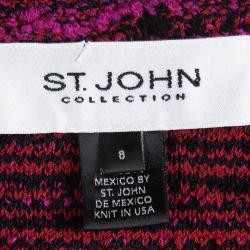 ST. JOHN
COLLECTION
8
MEXICO BY
ST. JOHN
DE MEXICO
KNIT IN USA